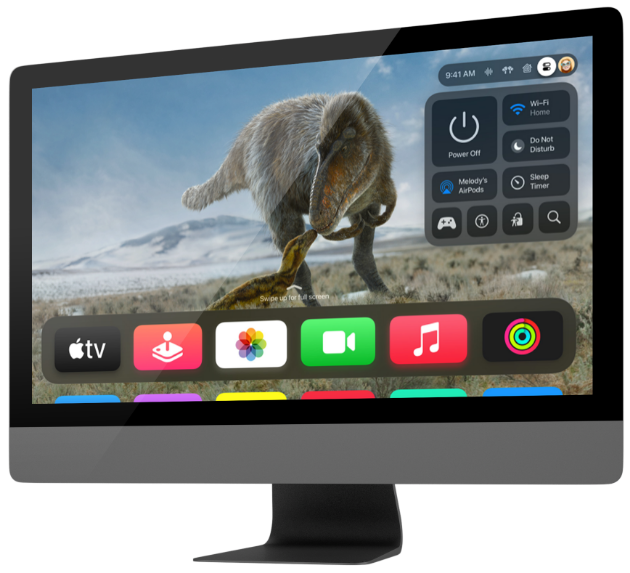 9:41 AM
Wi-Fi
Home
Power Off
Do Not
Disturb
Melody's
AirPods
Sleep
Timer
Swipe up for full screen
tv